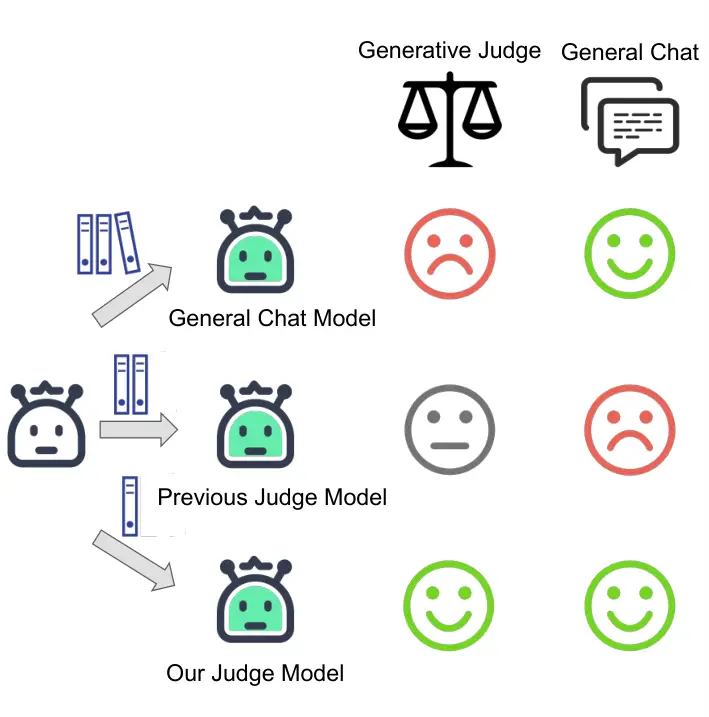 Generative Judge
General Chat
General Chat Model
Previous Judge Model
Our Judge Model